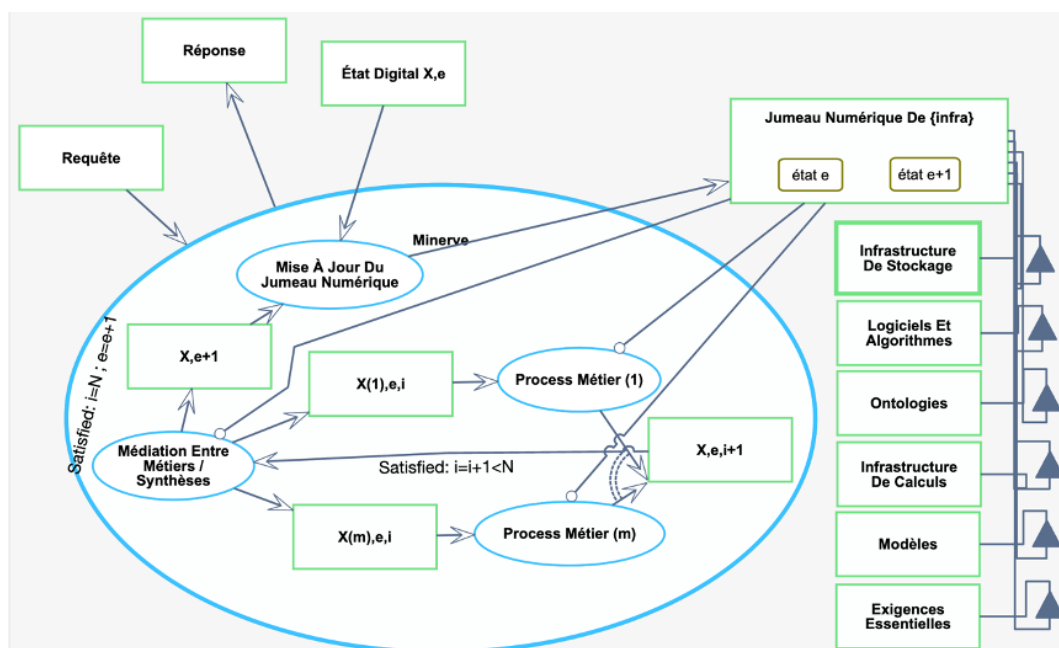 Réponse
État Digital X,e
Requête
Jumeau Numérique De {infra}
état e
état e+1
Minerve
Mise À Jour Du
Jumeau Numérique
Infrastructure
De Stockage
Logiciels Et
Algorithmes
X,e+1
Satisfied: i=N ; e=e+1
X(1),e,i
Process Métier (1)
Ontologies
Médiation Entre
Métiers /
Synthèses
Satisfied: i=i+1<N
X,e,i+1
Infrastructure
De Calculs
X(m),e,i
Process Métier (m)
Modèles
Exigences
Essentielles